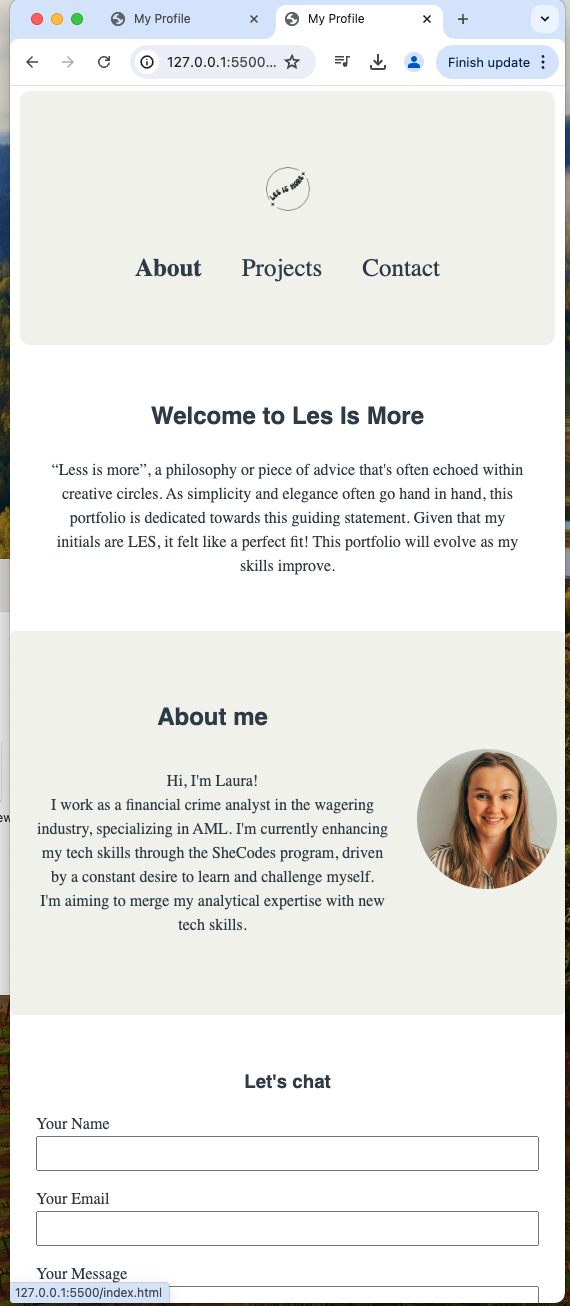 My Profile
My Profile
127.0.0.1:5500...
Finish update
LES IS MORE
About Projects Contact
Welcome to Les Is More
“Less is more”, a philosophy or piece of advice that's often echoed within
creative circles. As simplicity and elegance often go hand in hand, this
portfolio is dedicated towards this guiding statement. Given that my
initials are LES, it felt like a perfect fit! This portfolio will evolve as my
skills improve.
About me
Hi, I'm Laura!
I work as a financial crime analyst in the wagering
industry, specializing in AML. I'm currently enhancing
my tech skills through the SheCodes program, driven
by a constant desire to learn and challenge myself.
I'm aiming to merge my analytical expertise with new
tech skills.
Let's chat
Your Name
Your Email
Your Message
127.0.0.1:5500/index.html